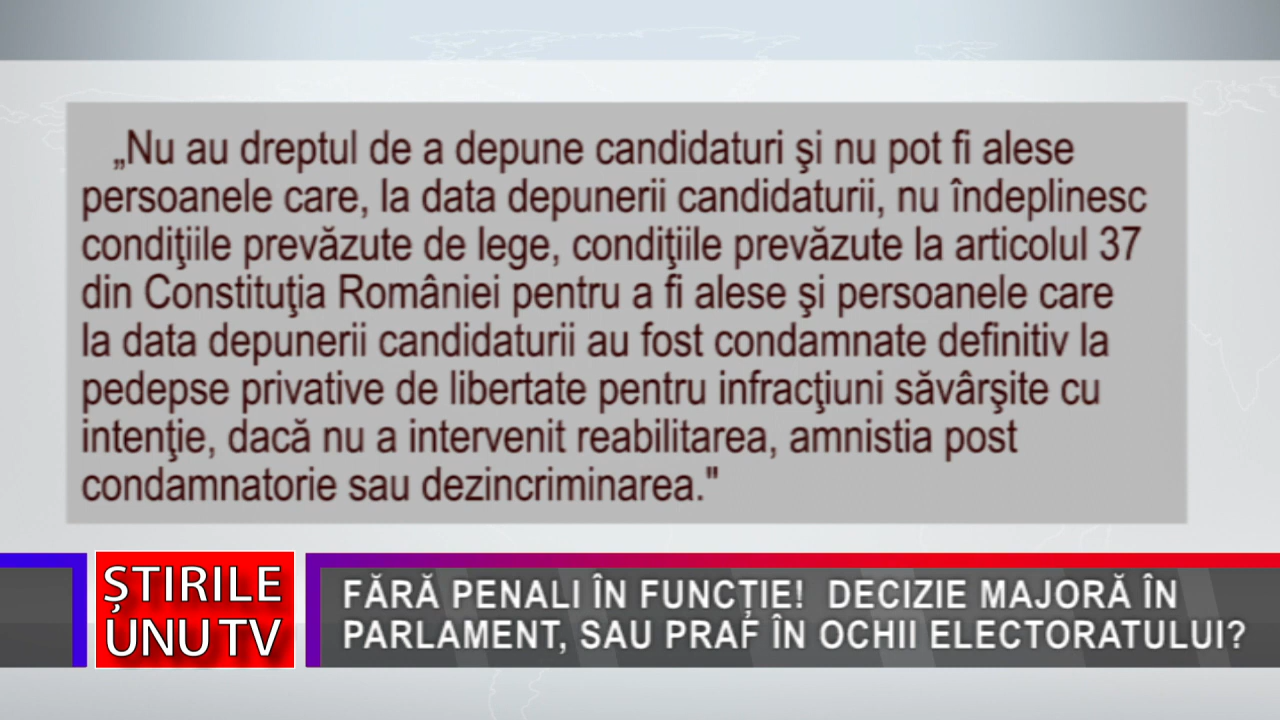 „Nu au dreptul de a depune candidaturi şi nu pot fi alese
persoanele care, la data depunerii candidaturii, nu îndeplinesc
condiţiile prevăzute de lege, condiţiile prevăzute la articolul 37
din Constituţia României pentru a fi alese şi persoanele care
la data depunerii candidaturii au fost condamnate definitiv la
pedepse privative de libertate pentru infracţiuni săvârşite cu
intenţie, dacă nu a intervenit reabilitarea, amnistia post
condamnatorie sau dezincriminarea."
ȘTIRILE
UNU TV
FĂRĂ PENALI ÎN FUNCȚIE! DECIZIE MAJORĂ ÎN
PARLAMENT, SAU PRAF ÎN OCHII ELECTORATULUI?